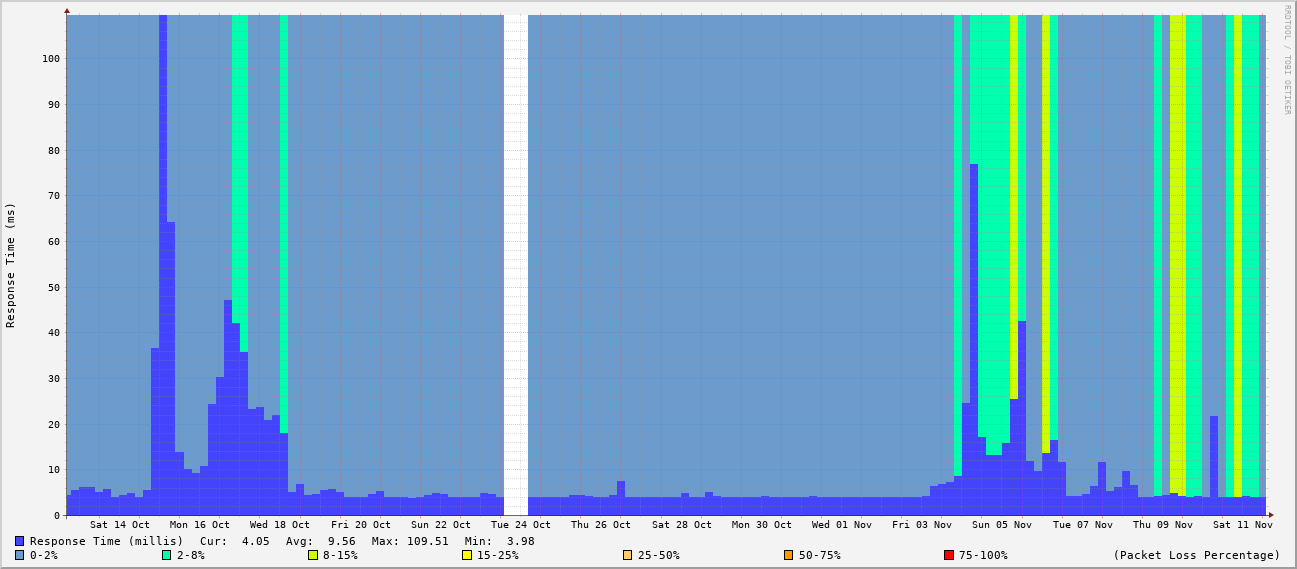 RRDTOOL / TOBI OETIKER
Response Time (ms)
100
90
80
70
60
50
40
30
20
10
0
Sat 14 Oct Mon 16 Oct Wed 18 Oct Fri 20 Oct Sun 22 Oct Tue 24 Oct Thu 26 Oct Sat 28 Oct Mon 30 Oct Wed 01 Nov Fri 03 Nov Sun 05 Nov Tue 07 Nov Thu 09 Nov Sat 11 Nov
Response Time (millis) Cur: 4.05 Avg: 9.56 Max: 109.51 Min: 3.98
0-2% 2-8% 8-15% 15-25% 25-50% 50-75% 75-100% (Packet Loss Percentage)